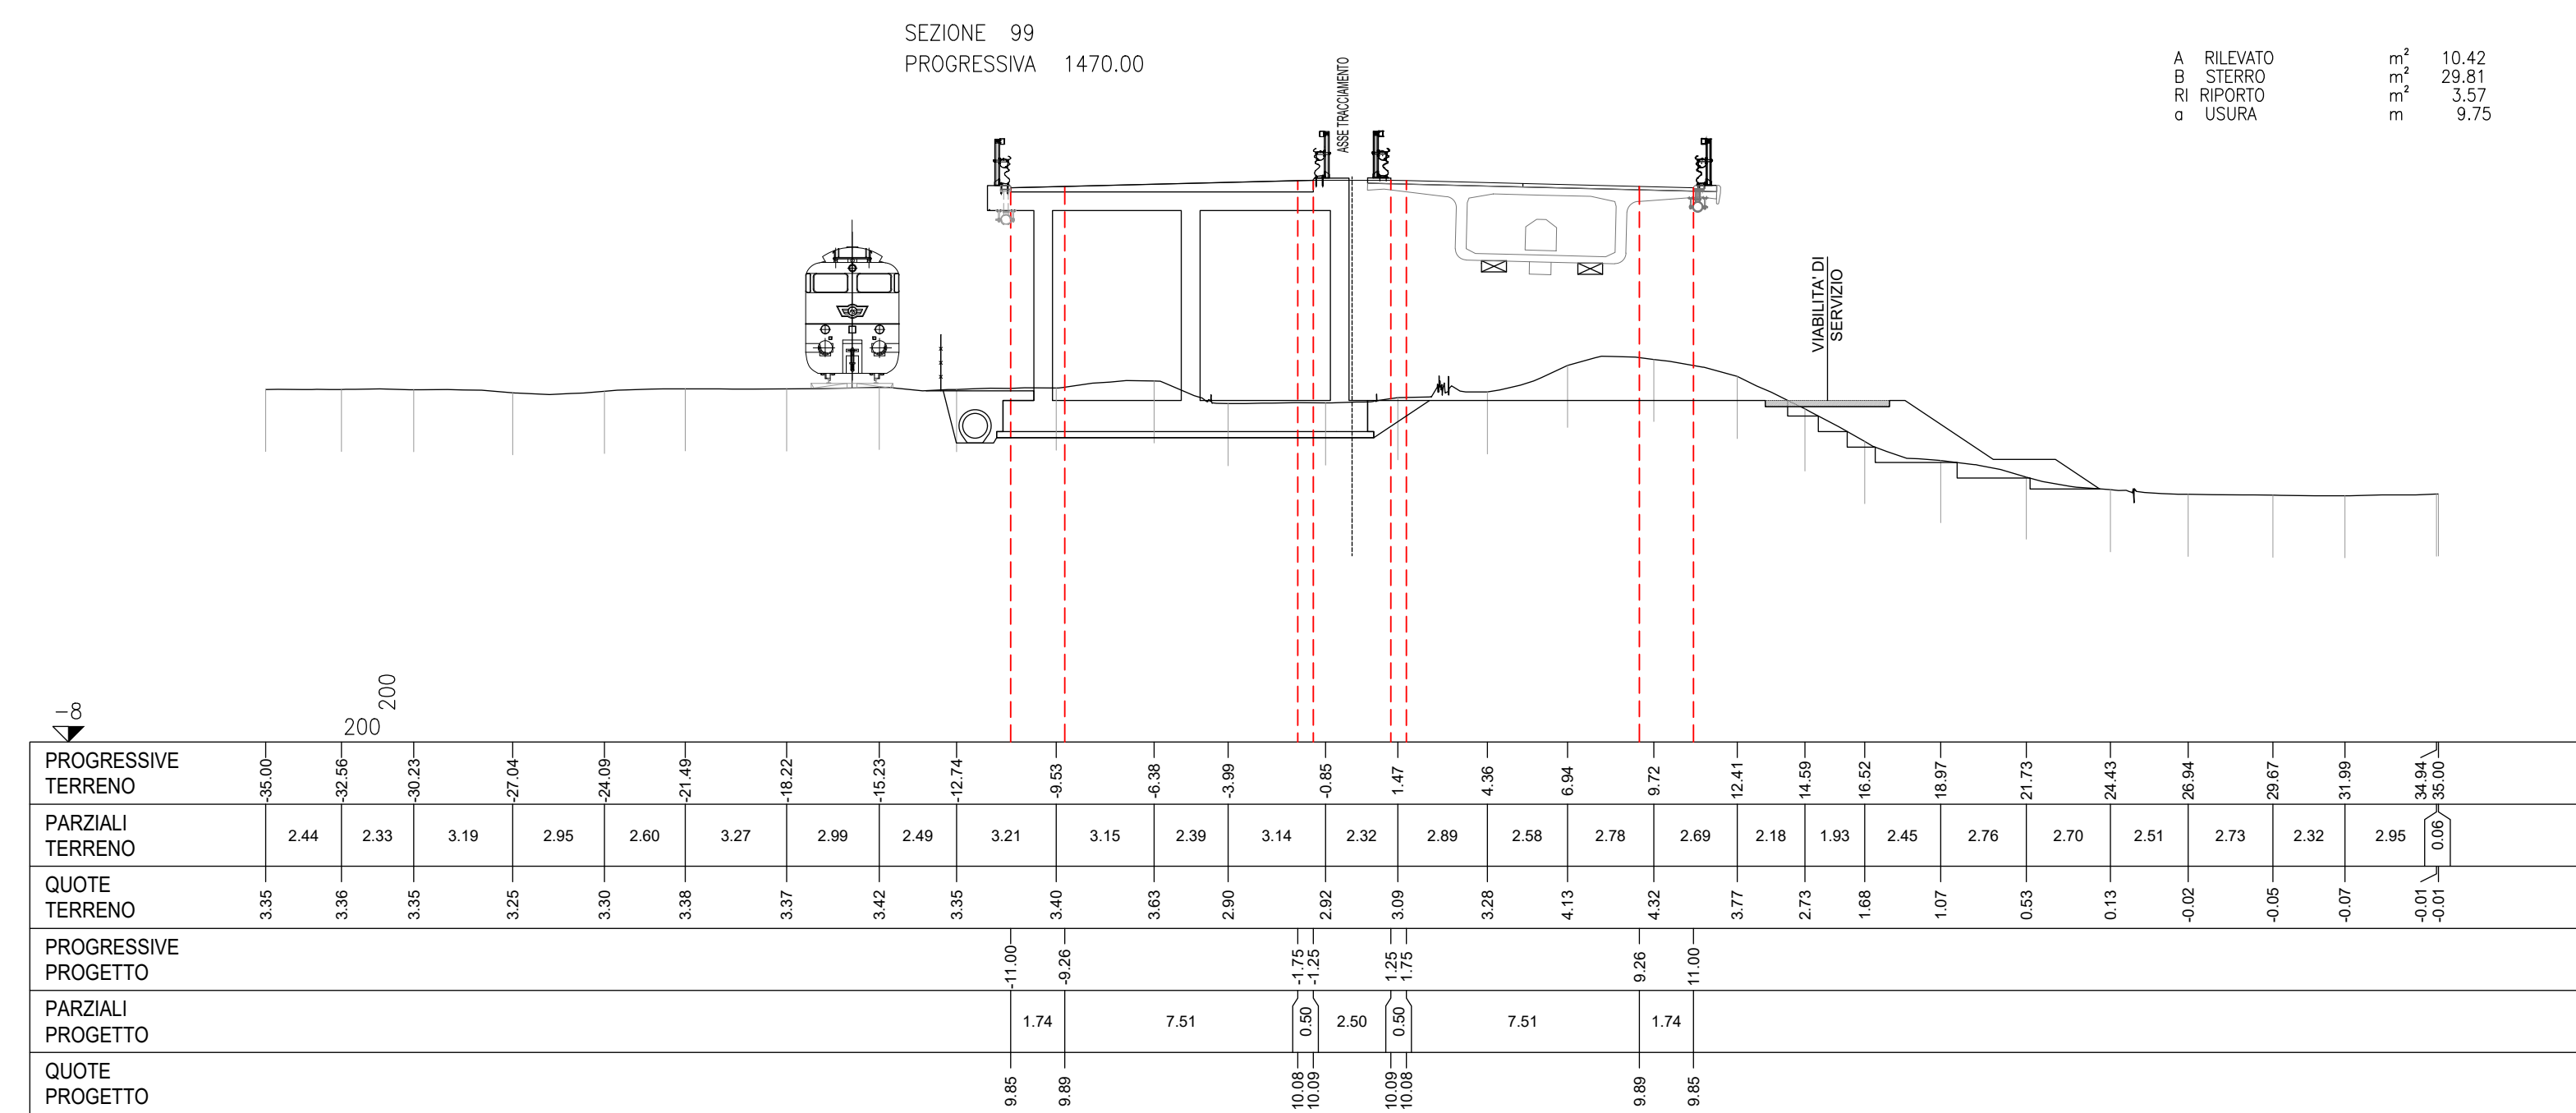 SEZIONE 99
PROGRESSIVA 1470.00
A RILEVATO m² 10.42
B STERRO m² 29.81
RI RIPORTO m² 3.57
a USURA m 9.75
ASSE TRACCIAMENTO
VIABILITA' DI
SERVIZIO
-8
200
200
PROGRESSIVE
TERRENO
-35.00 -32.56 -30.23 -27.04 -24.09 -21.49 -18.22 -15.23 -12.74 -9.53 -6.38 -3.99 -0.85 1.47 4.36 6.94 9.72 12.41 14.59 16.52 18.97 21.73 24.43 26.94 29.67 31.99 34.94 35.00
PARZIALI
TERRENO
2.44 2.33 3.19 2.95 2.60 3.27 2.99 2.49 3.21 3.15 2.39 3.14 2.32 2.89 2.58 2.78 2.69 2.18 1.93 2.45 2.76 2.70 2.51 2.73 2.32 2.95 0.06
QUOTE
TERRENO
3.35 3.36 3.35 3.25 3.30 3.38 3.37 3.42 3.35 3.40 3.63 2.90 2.92 3.09 3.28 4.13 4.32 3.77 2.73 1.68 1.07 0.53 0.13 -0.02 -0.05 -0.07 -0.01 -0.01
PROGRESSIVE
PROGETTO
-11.00 -9.26 -1.75 -1.25 1.25 1.75 9.26 11.00
PARZIALI
PROGETTO
1.74 7.51 0.50 2.50 0.50 7.51 1.74
QUOTE
PROGETTO
9.85 9.89 10.08 10.09 10.09 10.08 9.89 9.85